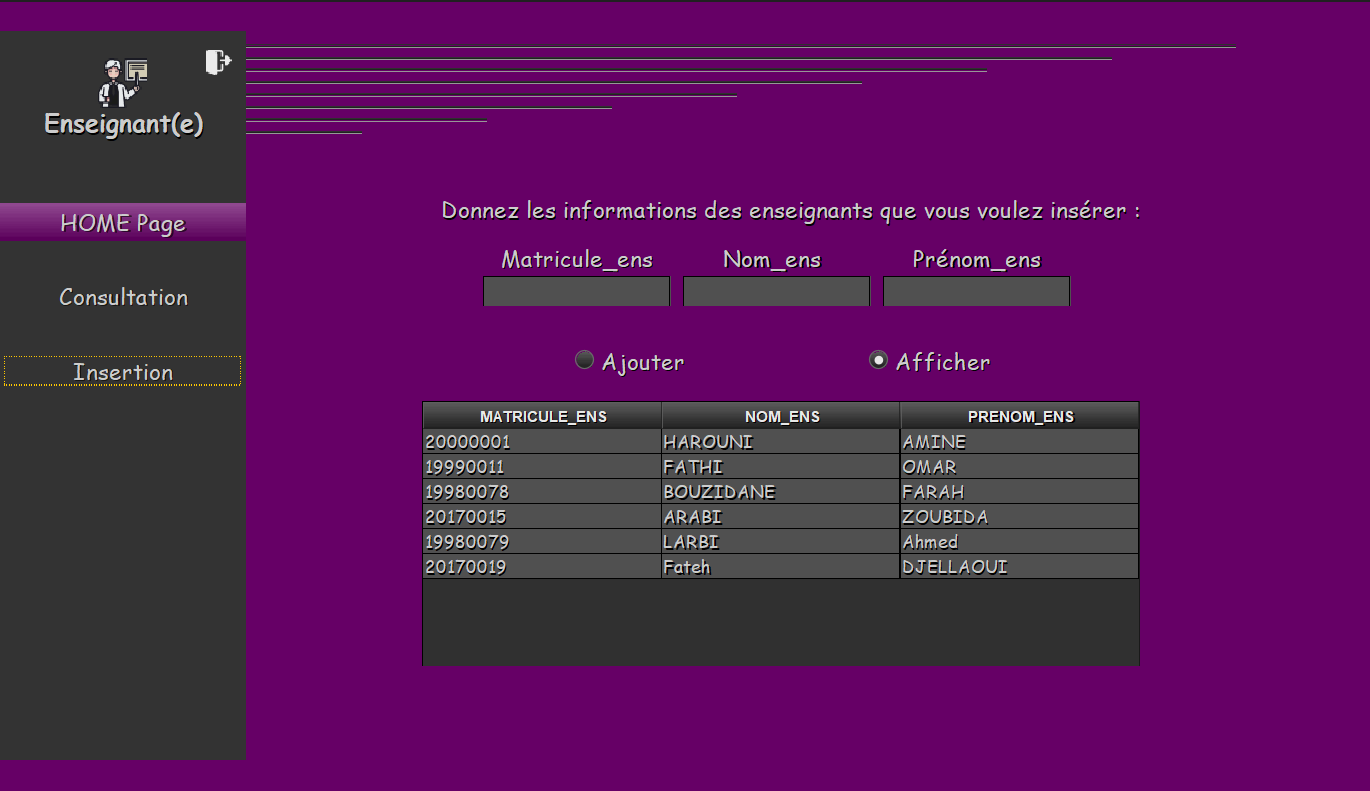 Enseignant(e)
HOME Page
Consultation
Insertion
Donnez les informations des enseignants que vous voulez insérer :
Matricule_ens Nom_ens Prénom_ens
Ajouter Afficher
MATRICULE_ENS NOM_ENS PRENOM_ENS
20000001 HAROUNI AMINE
19990011 FATHI OMAR
19980078 BOUZIDANE FARAH
20170015 ARABI ZOUBIDA
19980079 LARBI Ahmed
20170019 Fateh DJELLAOUI